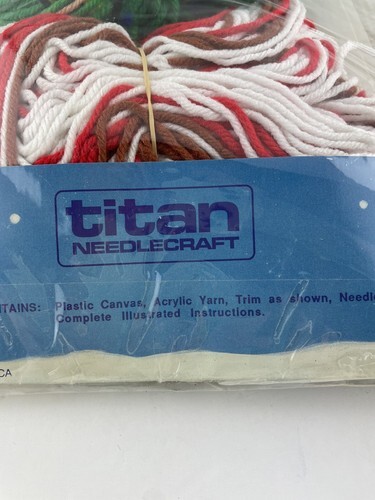 titan
NEEDLECRAFT
NTAINS: Plastic Canvas, Acrylic Yarn, Trim as shown, Needl
Complete Illustrated Instructions.
CA